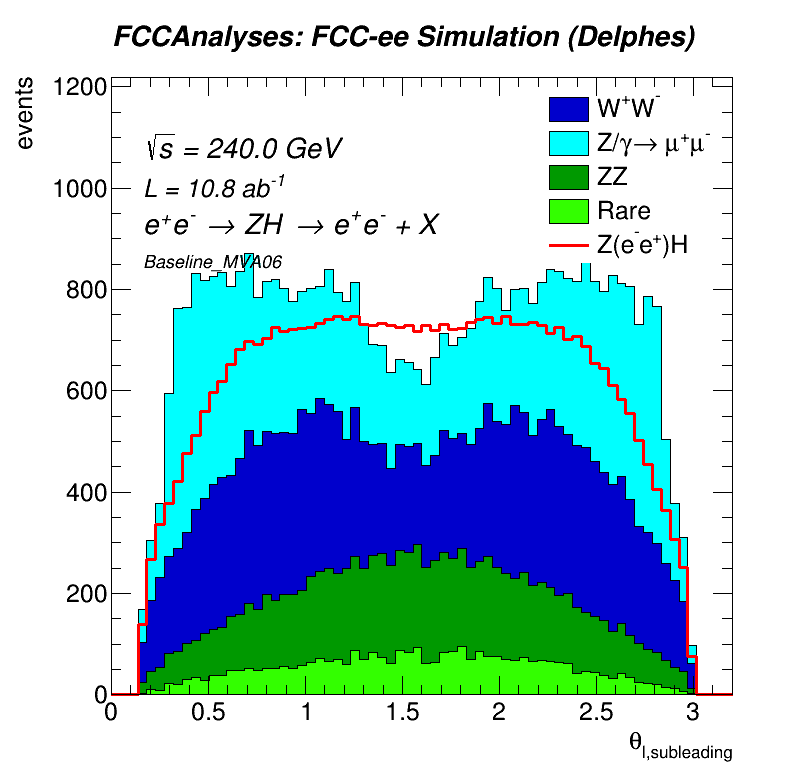 FCCAnalyses: FCC-ee Simulation (Delphes)
events
1200
1000
800
600
400
200
0
√s = 240.0 GeV
L = 10.8 ab⁻¹
e⁺e⁻ → ZH → e⁺e⁻ + X
Baseline_MVA06
W⁺W⁻
Z/γ→ μ⁺μ⁻
ZZ
Rare
Z(e⁻e⁺)H
0 0.5 1 1.5 2 2.5 3
θ_l,subleading